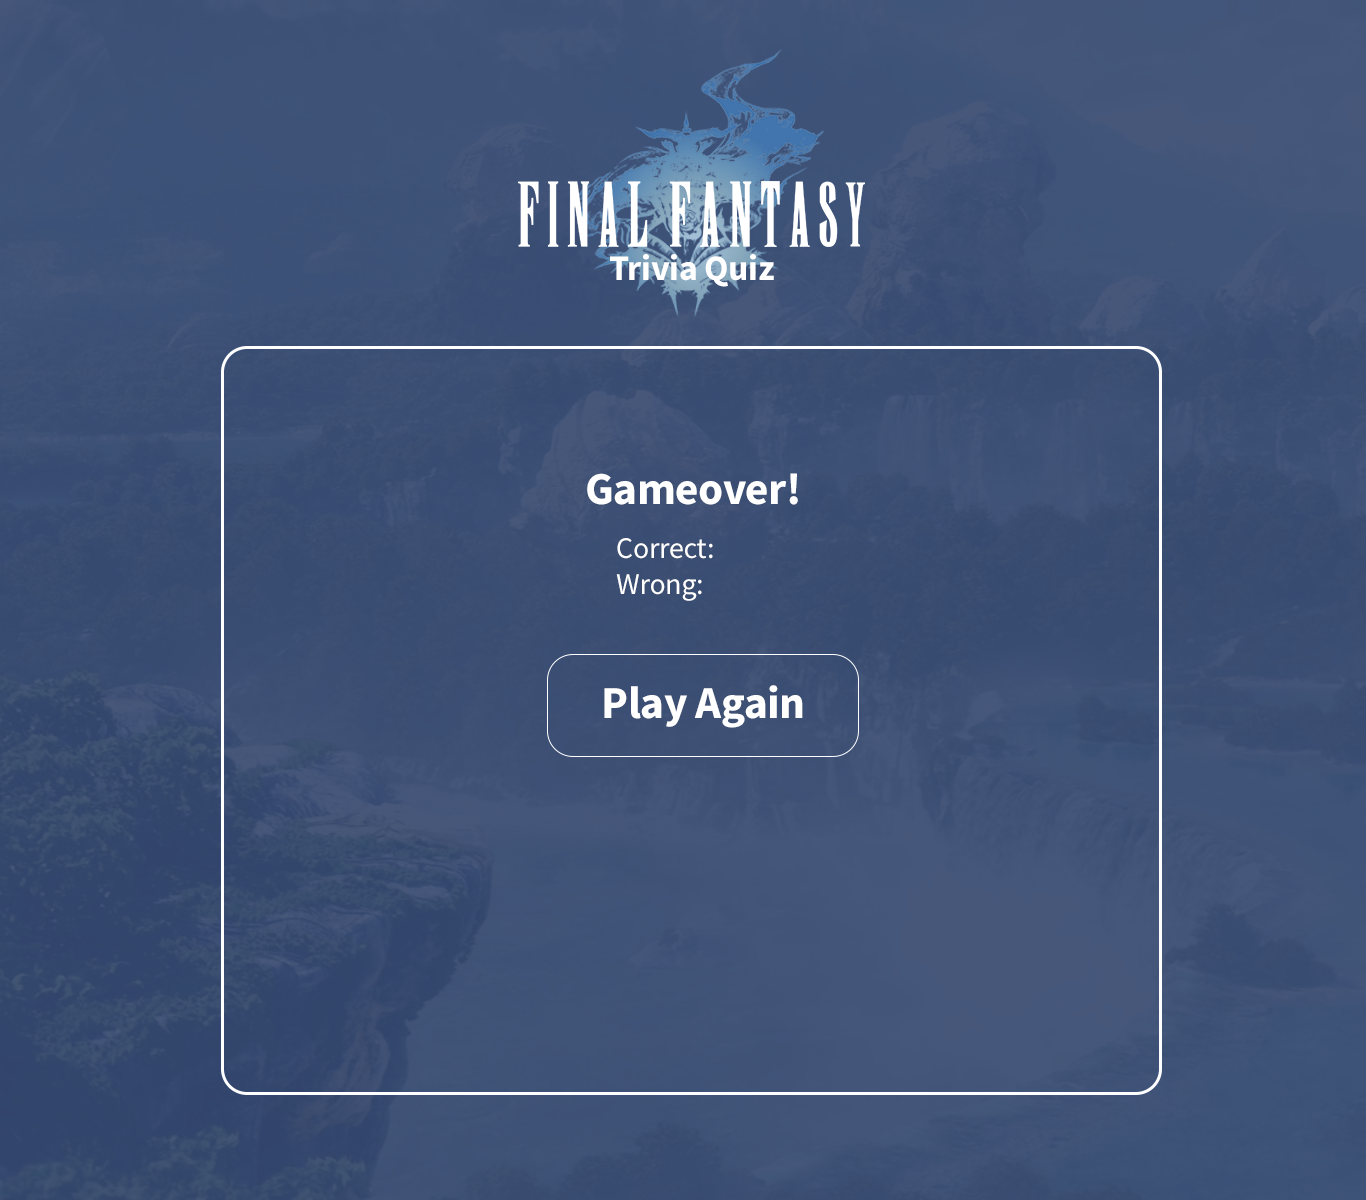 FINAL FANTASY
Trivia Quiz
Gameover!
Correct:
Wrong:
Play Again